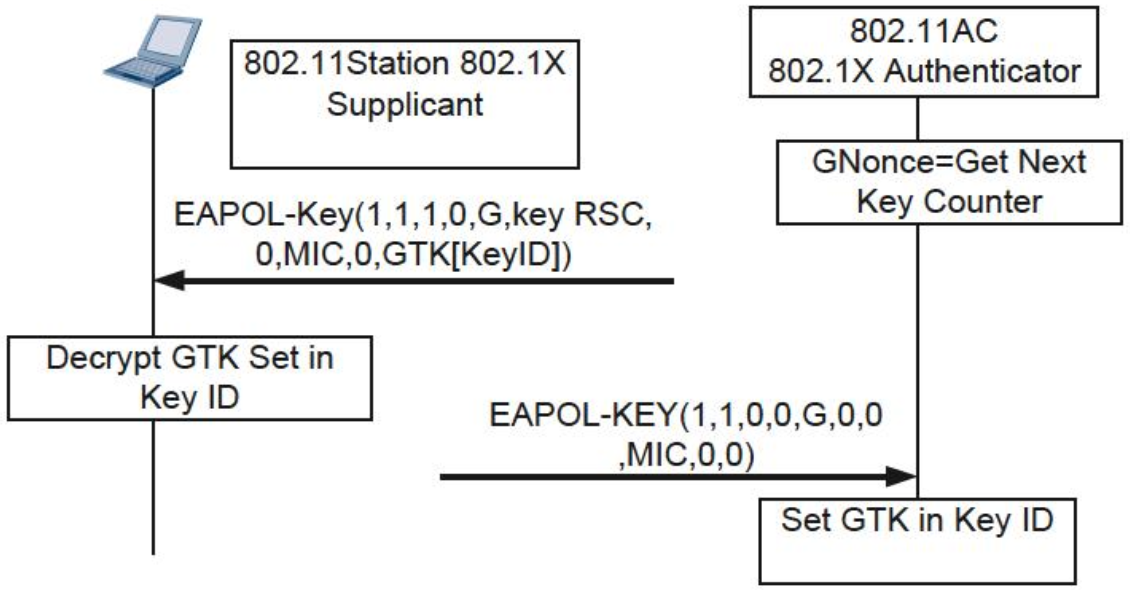 802.11Station 802.1X
Supplicant
802.11AC
802.1X Authenticator
GNonce=Get Next
Key Counter
EAPOL-Key(1,1,1,0,G,key RSC,
0,MIC,0,GTK[KeyID])
Decrypt GTK Set in
Key ID
EAPOL-KEY(1,1,0,0,G,0,0
,MIC,0,0)
Set GTK in Key ID